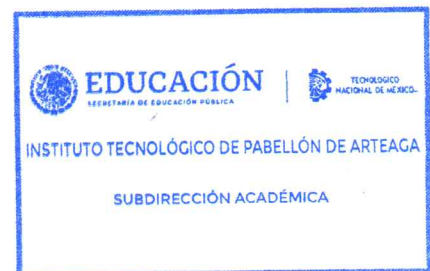 EDUCACIÓN
SECRETARÍA DE EDUCACIÓN PÚBLICA
TECNOLÓGICO
NACIONAL DE MÉXICO
INSTITUTO TECNOLÓGICO DE PABELLÓN DE ARTEAGA
SUBDIRECCIÓN ACADÉMICA